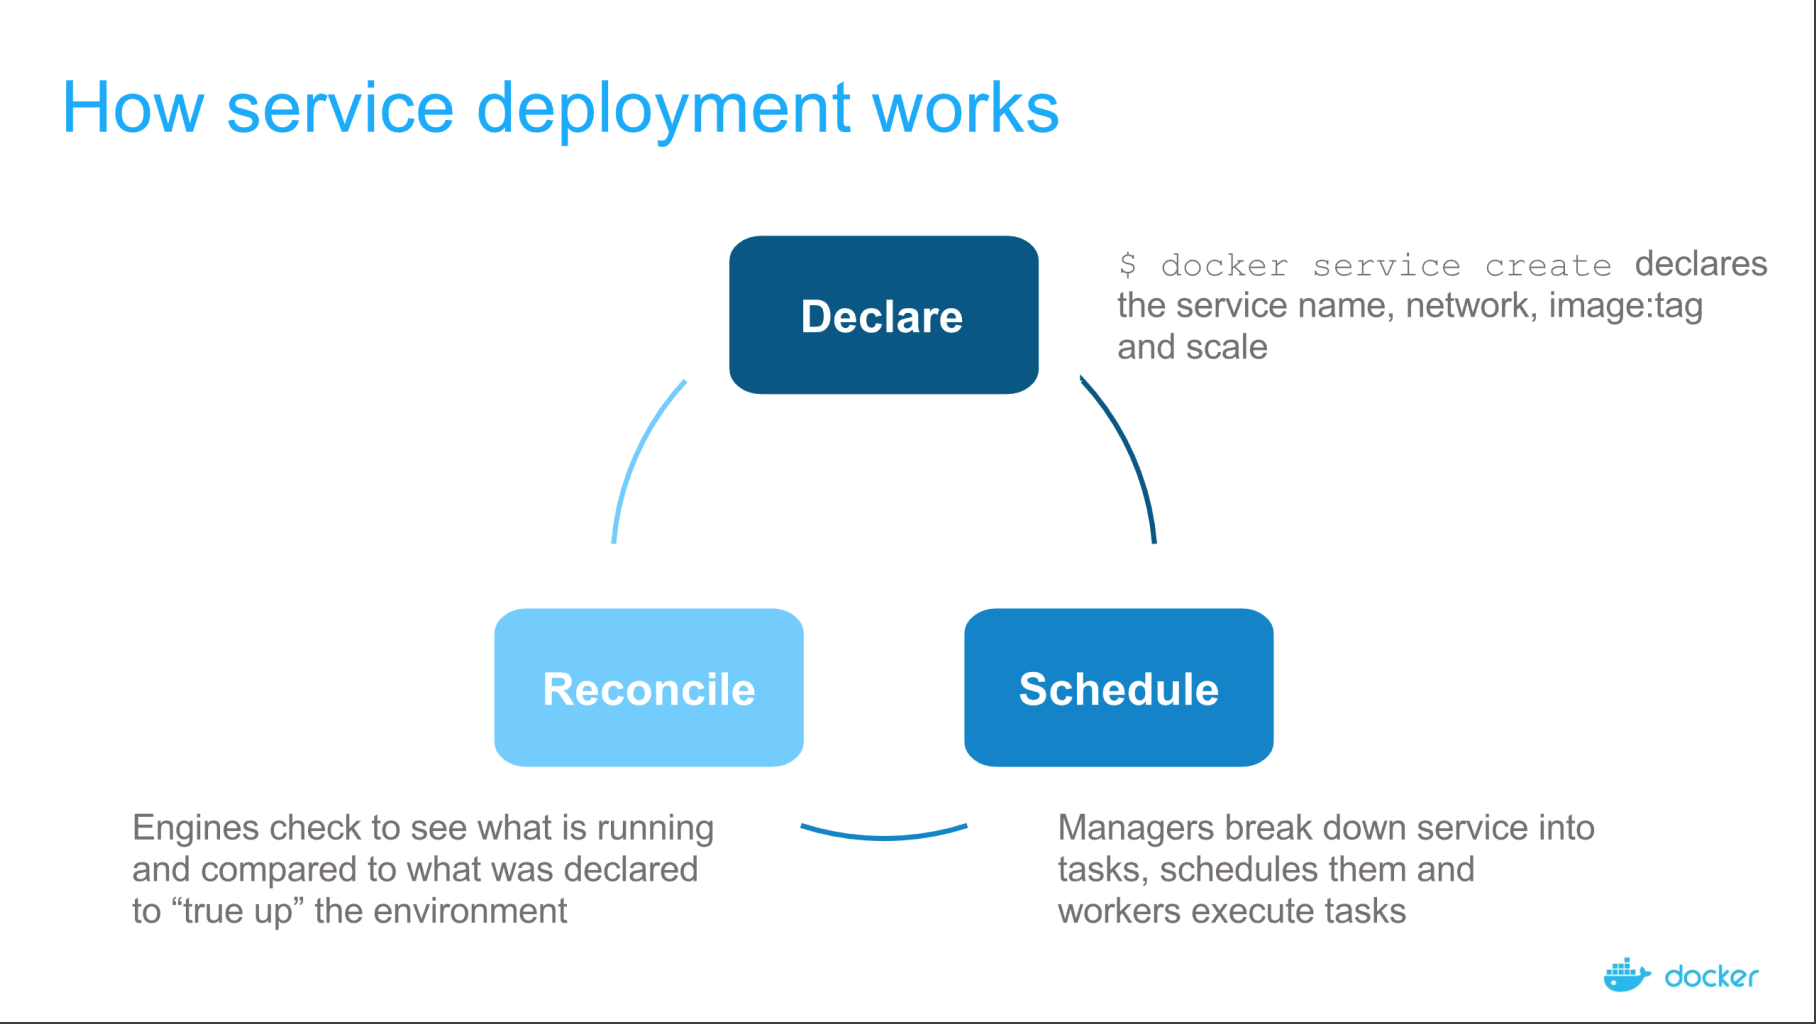 How service deployment works
Declare
$ docker service create declares
the service name, network, image:tag
and scale
Reconcile
Schedule
Engines check to see what is running
and compared to what was declared
to “true up” the environment
Managers break down service into
tasks, schedules them and
workers execute tasks
docker